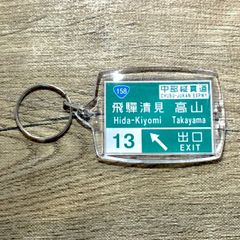 158
中部縦貫道
CHUBU-JUKAN EXPWY
飛騨清見 高山
Hida-Kiyomi Takayama
13 出口
EXIT